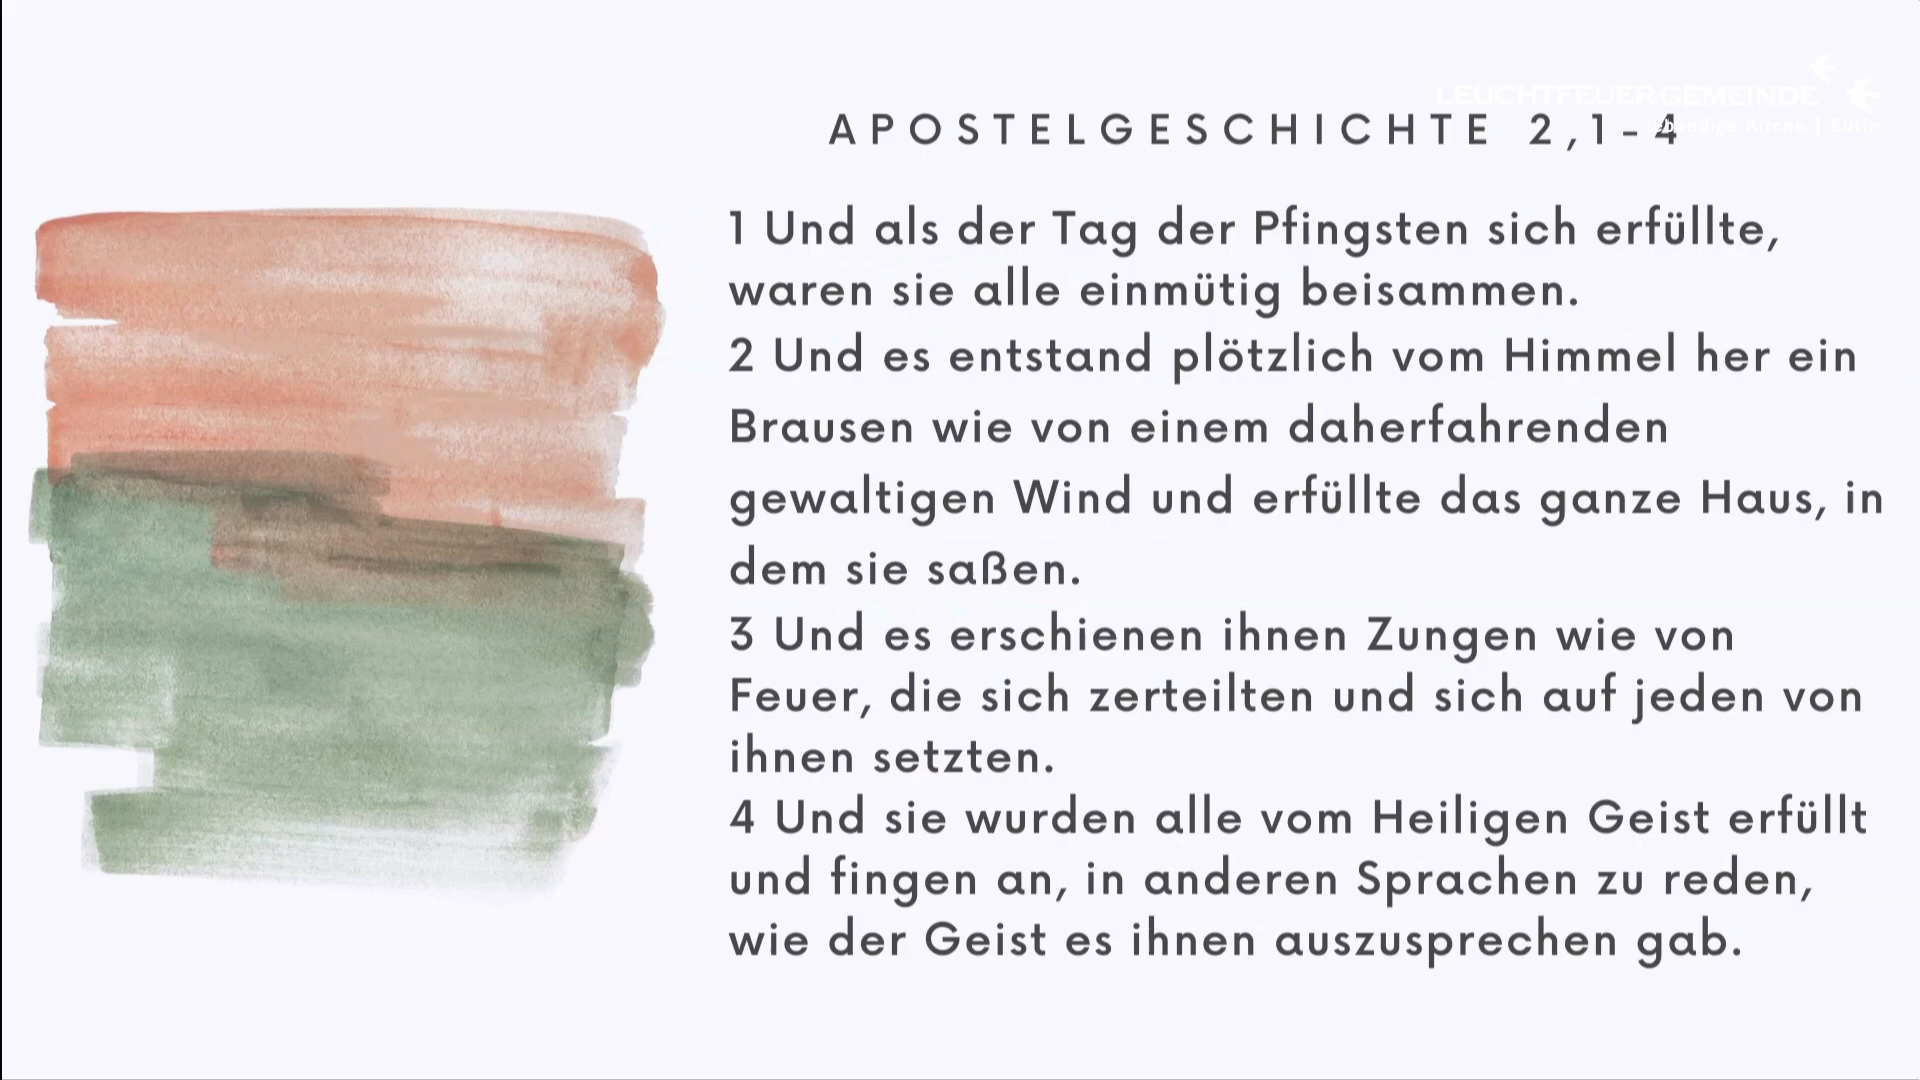 LEUCHTFEUER GEMEINDE
lebendige Kirche | Eutin
APOSTELGESCHICHTE 2,1-4
1 Und als der Tag der Pfingsten sich erfüllte,
waren sie alle einmütig beisammen.
2 Und es entstand plötzlich vom Himmel her ein
Brausen wie von einem daherfahrenden
gewaltigen Wind und erfüllte das ganze Haus, in
dem sie saßen.
3 Und es erschienen ihnen Zungen wie von
Feuer, die sich zerteilten und sich auf jeden von
ihnen setzten.
4 Und sie wurden alle vom Heiligen Geist erfüllt
und fingen an, in anderen Sprachen zu reden,
wie der Geist es ihnen auszusprechen gab.